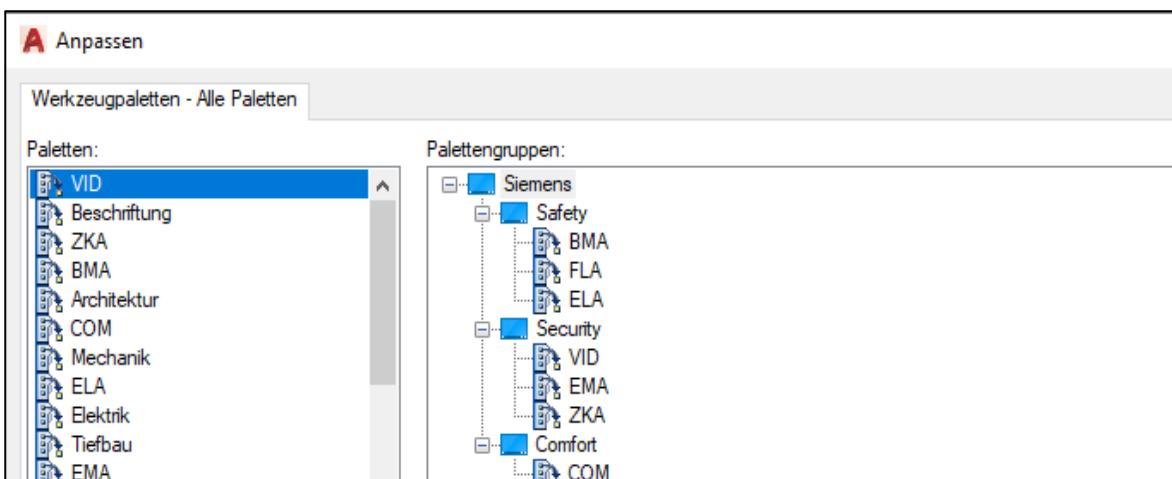 Anpassen
Werkzeugpaletten - Alle Paletten
Paletten:
VID
Beschriftung
ZKA
BMA
Architektur
COM
Mechanik
ELA
Elektrik
Tiefbau
EMA
Palettengruppen:
Siemens
Safety
BMA
FLA
ELA
Security
VID
EMA
ZKA
Comfort
COM